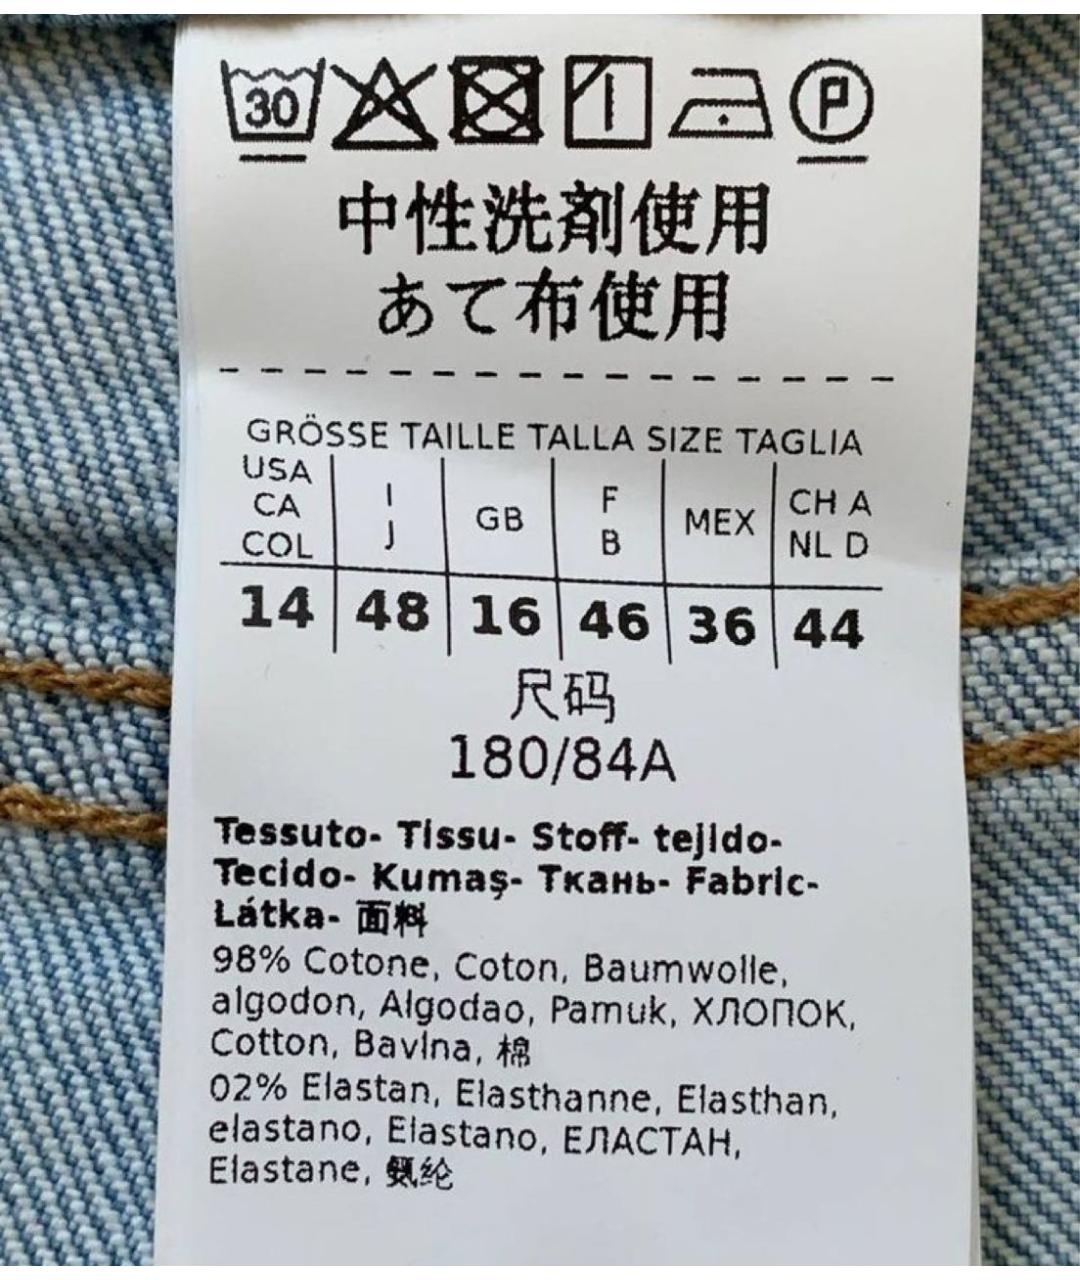 30 P
中性洗剤使用
あて布使用
GRÖSSE TAILLE TALLA SIZE TAGLIA
USA CA COL | I J | GB | F B | MEX | CH A NL D
14 | 48 | 16 | 46 | 36 | 44
尺码
180/84A
Tessuto- Tissu- Stoff- tejido-
Tecido- Kumaş- Ткань- Fabric-
Látka- 面料
98% Cotone, Coton, Baumwolle,
algodon, Algodao, Pamuk, ХЛОПОК,
Cotton, Bavlna, 棉
02% Elastan, Elasthanne, Elasthan,
elastano, Elastano, ЕЛАСТАН,
Elastane, 氨纶